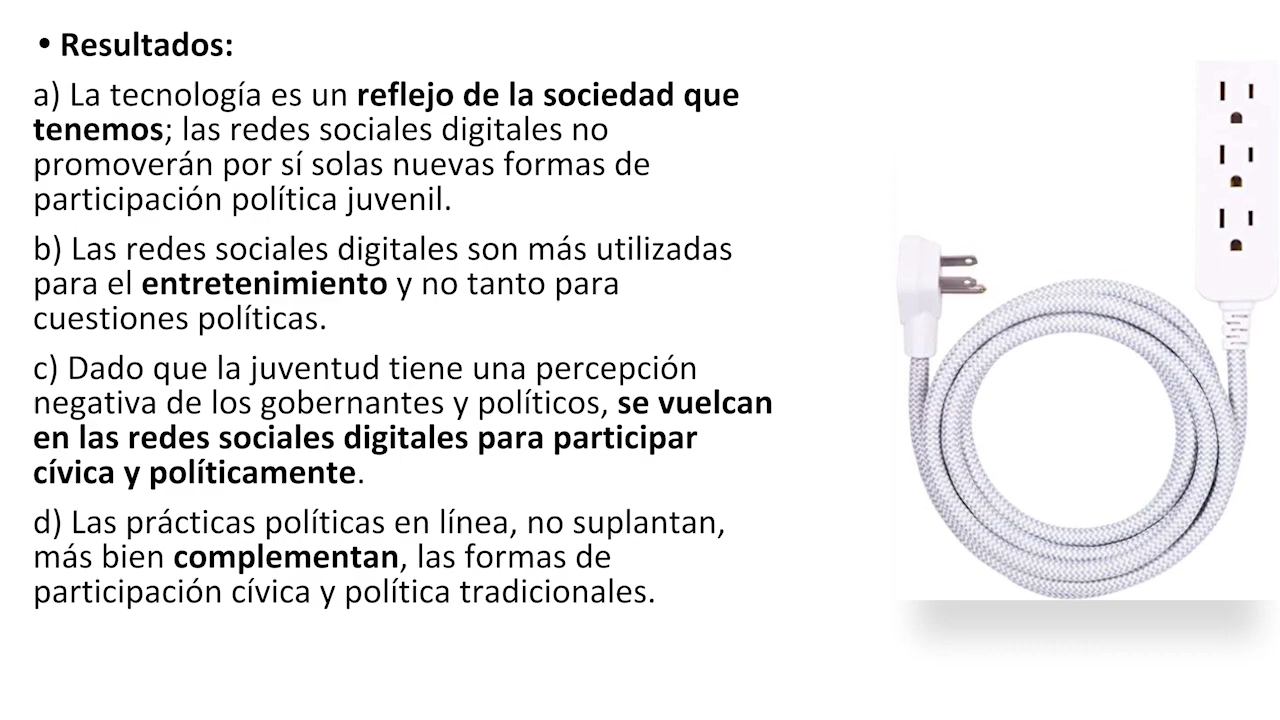 • Resultados:
a) La tecnología es un reflejo de la sociedad que
tenemos; las redes sociales digitales no
promoverán por sí solas nuevas formas de
participación política juvenil.
b) Las redes sociales digitales son más utilizadas
para el entretenimiento y no tanto para
cuestiones políticas.
c) Dado que la juventud tiene una percepción
negativa de los gobernantes y políticos, se vuelcan
en las redes sociales digitales para participar
cívica y políticamente.
d) Las prácticas políticas en línea, no suplantan,
más bien complementan, las formas de
participación cívica y política tradicionales.